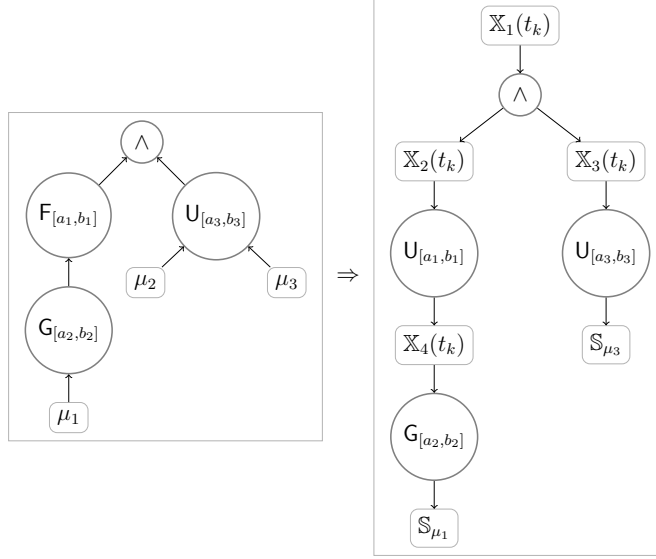 ∧
F[a₁,b₁]
U[a₃,b₃]
μ₂
μ₃
G[a₂,b₂]
μ₁
⇒
𝕏₁(tₖ)
∧
𝕏₂(tₖ)
𝕏₃(tₖ)
U[a₁,b₁]
U[a₃,b₃]
𝕏₄(tₖ)
𝕊μ₃
G[a₂,b₂]
𝕊μ₁